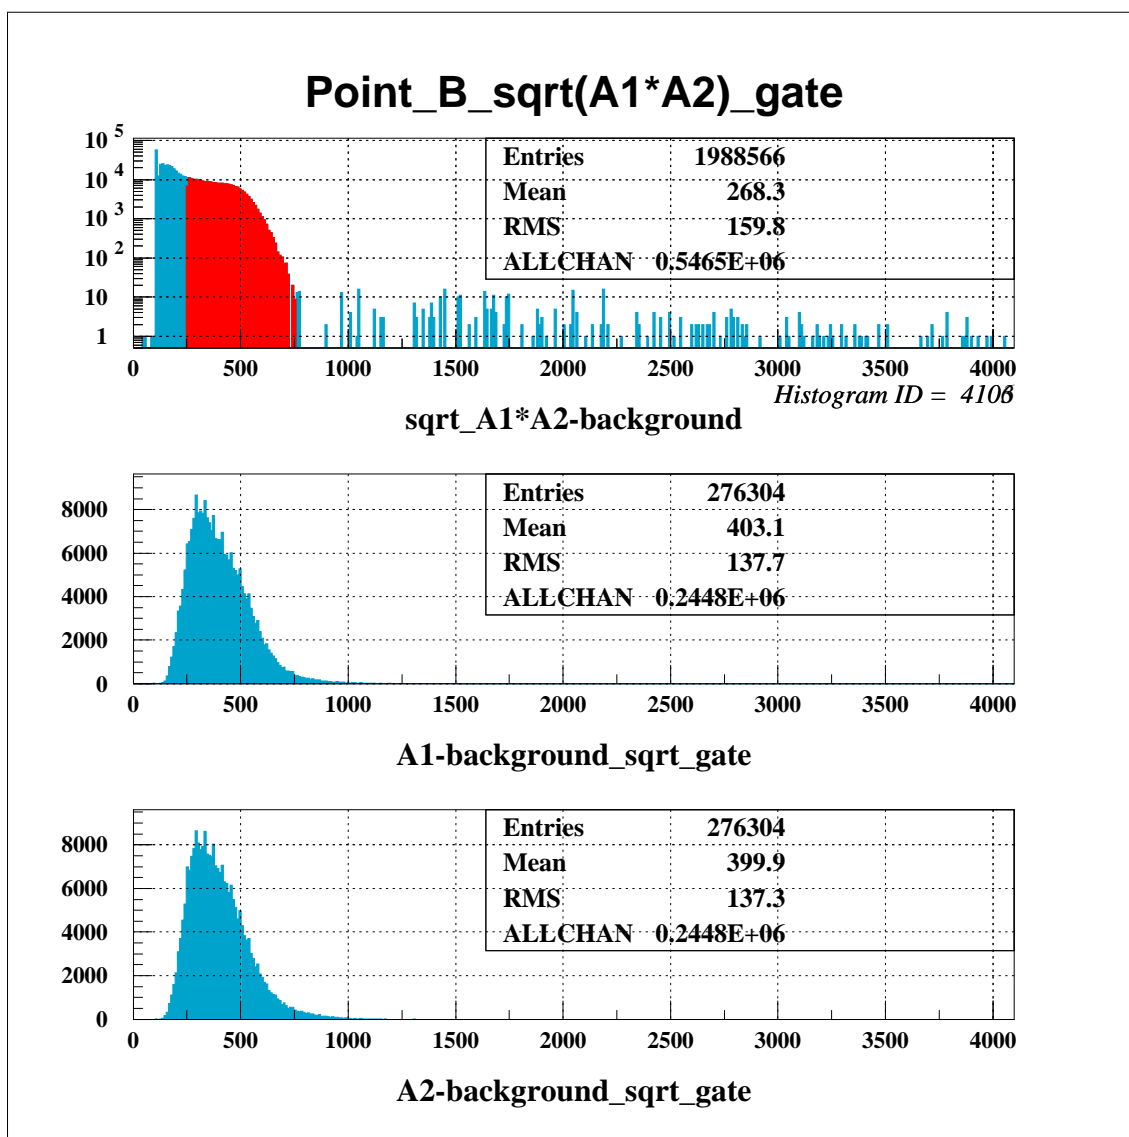 Point_B_sqrt(A1*A2)_gate
10 5
10 4
10 3
10 2
10
1
Entries 1988566
Mean 268.3
RMS 159.8
ALLCHAN 0.5465E+06
0 500 1000 1500 2000 2500 3000 3500 4000
Histogram ID =
sqrt_A1*A2-background
8000
6000
4000
2000
0
Entries 276304
Mean 403.1
RMS 137.7
ALLCHAN 0.2448E+06
0 500 1000 1500 2000 2500 3000 3500 4000
A1-background_sqrt_gate
8000
6000
4000
2000
0
Entries 276304
Mean 399.9
RMS 137.3
ALLCHAN 0.2448E+06
0 500 1000 1500 2000 2500 3000 3500 4000
A2-background_sqrt_gate